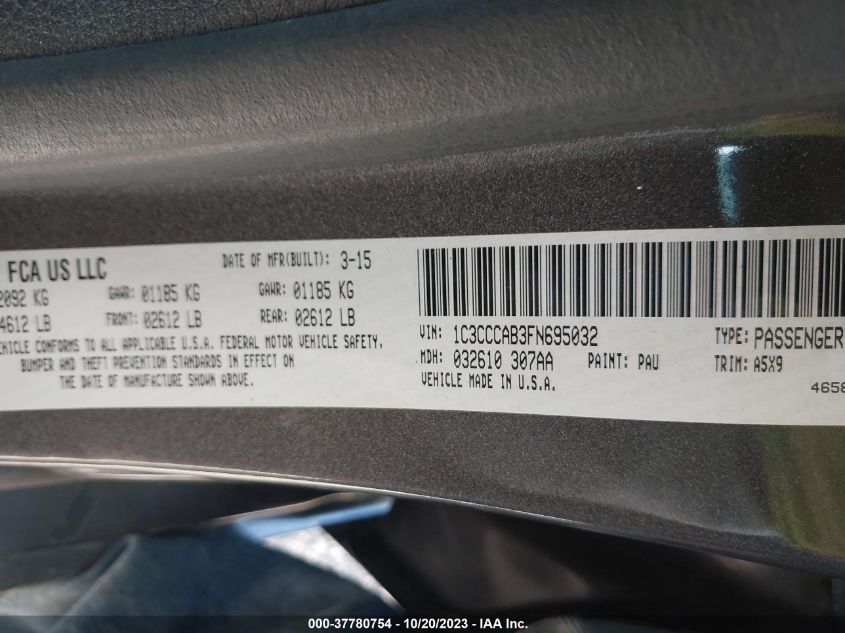 FCA US LLC
DATE OF MFR(BUILT): 3-15
2092 KG GAWR: 01185 KG GAWR: 01185 KG
4612 LB FRONT: 02612 LB REAR: 02612 LB
VEHICLE CONFORMS TO ALL APPLICABLE U.S.A. FEDERAL MOTOR VEHICLE SAFETY,
BUMPER AND THEFT PREVENTION STANDARDS IN EFFECT ON
THE DATE OF MANUFACTURE SHOWN ABOVE.
VIN: 1C3CCCAB3FN695032 TYPE: PASSENGER
MDH: 032610 307AA PAINT: PAU TRIM: A5X9
VEHICLE MADE IN U.S.A.
4658
000-37780754 - 10/20/2023 - IAA Inc.